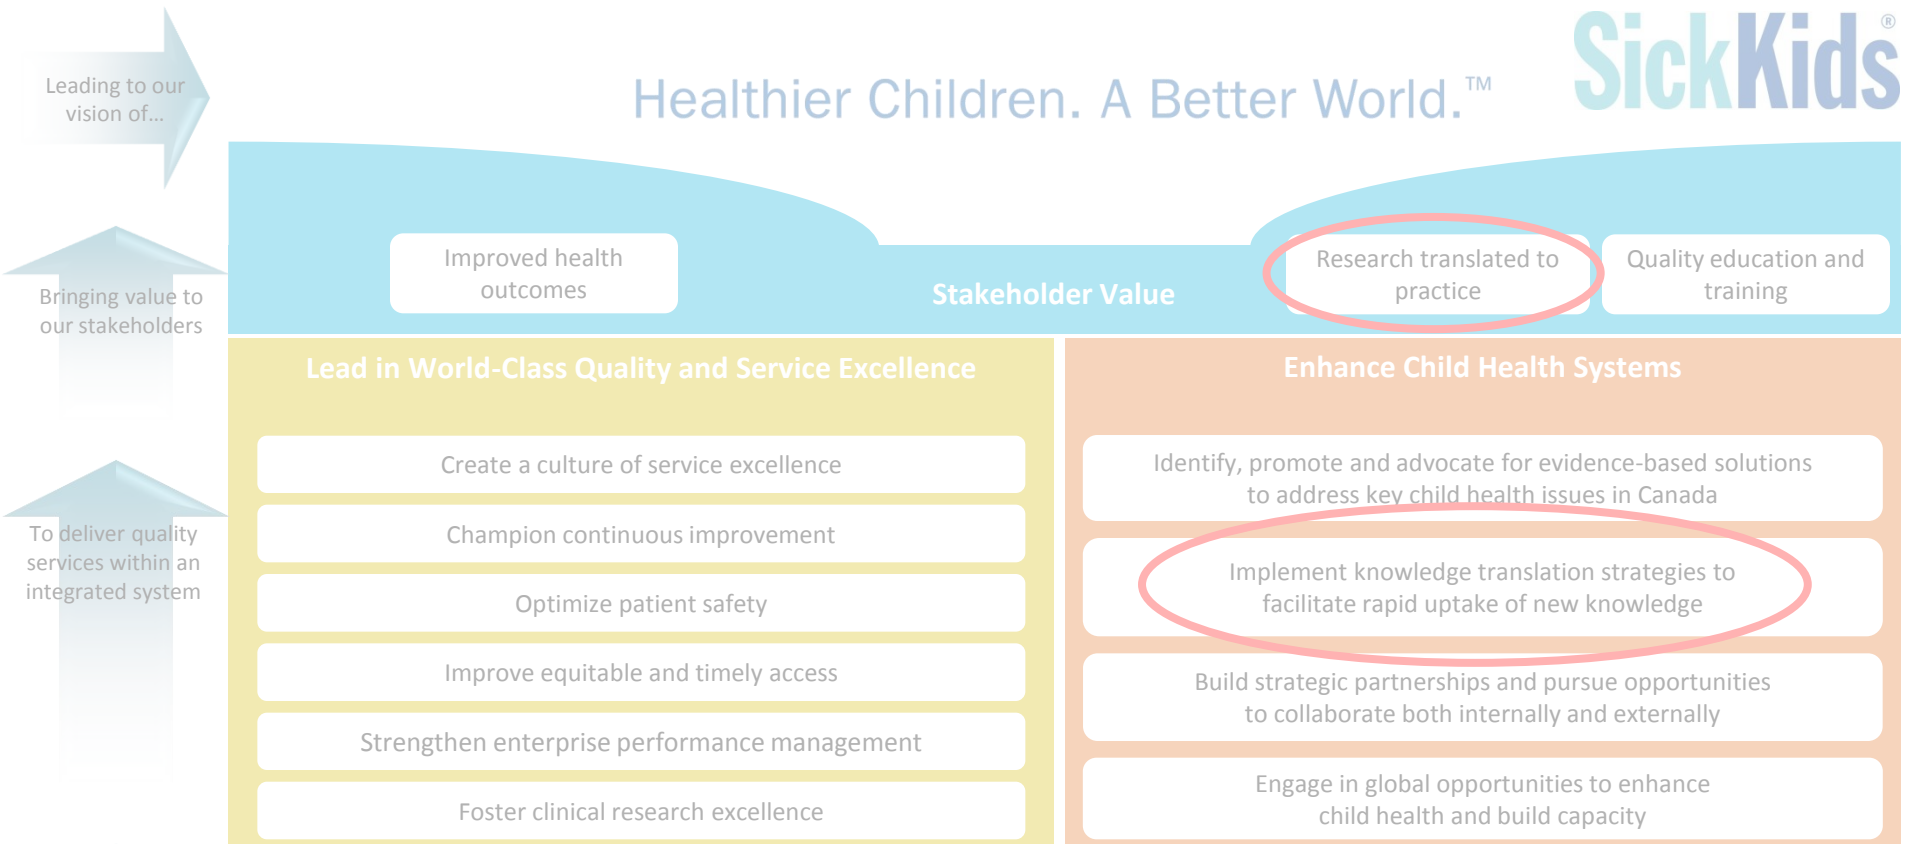 SickKids®
Leading to our
vision of…
Healthier Children. A Better World.™
Bringing value to
our stakeholders
Improved health
outcomes
Stakeholder Value
Research translated to
practice
Quality education and
training
To deliver quality
services within an
integrated system
Lead in World-Class Quality and Service Excellence
Create a culture of service excellence
Champion continuous improvement
Optimize patient safety
Improve equitable and timely access
Strengthen enterprise performance management
Foster clinical research excellence
Enhance Child Health Systems
Identify, promote and advocate for evidence-based solutions
to address key child health issues in Canada
Implement knowledge translation strategies to
facilitate rapid uptake of new knowledge
Build strategic partnerships and pursue opportunities
to collaborate both internally and externally
Engage in global opportunities to enhance
child health and build capacity